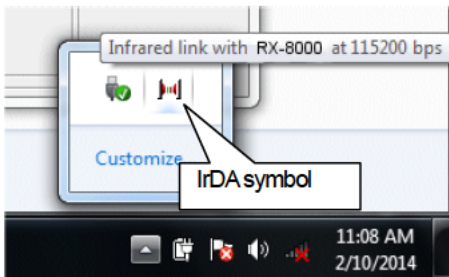 Infrared link with RX-8000 at 115200 bps
Customize...
IrDA symbol
11:08 AM
2/10/2014